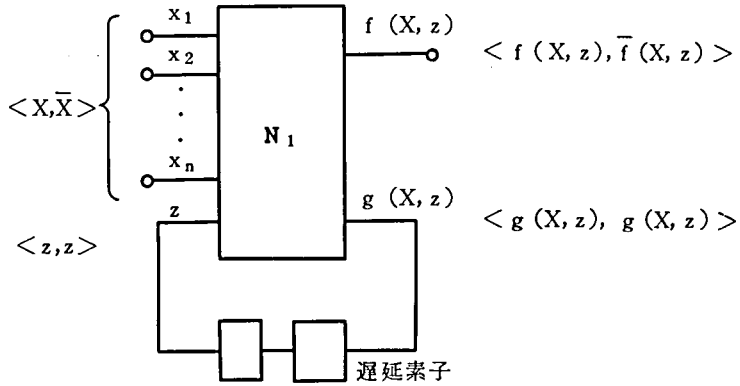 x₁ f (X, z)
x₂ < f (X, z), f̅ (X, z) >
< X, X̅ >
N₁
xₙ
z g (X, z)
< z, z > < g (X, z), g (X, z) >
遅延素子